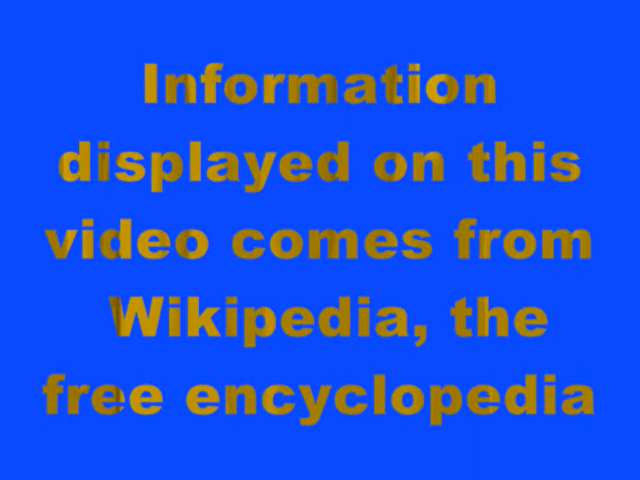 Information
displayed on this
video comes from
Wikipedia, the
free encyclopedia